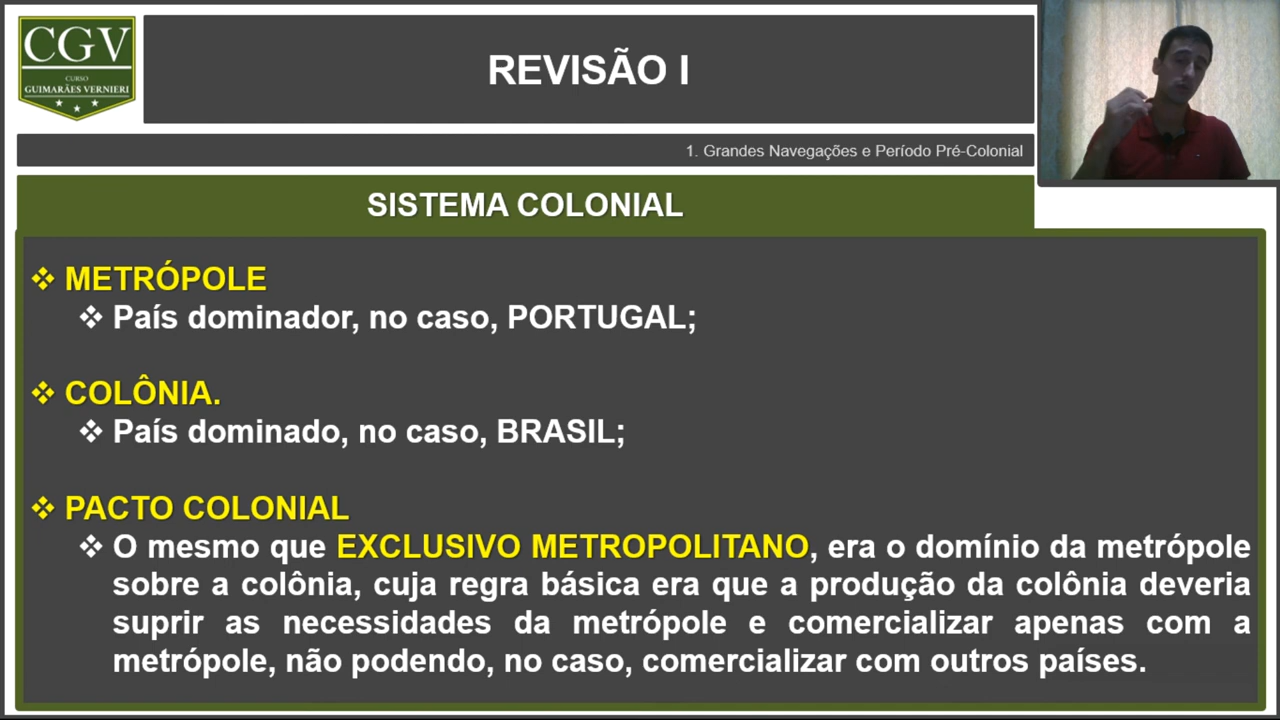 CGV
CURSO
GUIMARÃES VERNIERI
REVISÃO I
1. Grandes Navegações e Período Pré-Colonial
SISTEMA COLONIAL
METRÓPOLE
País dominador, no caso, PORTUGAL;
COLÔNIA.
País dominado, no caso, BRASIL;
PACTO COLONIAL
O mesmo que EXCLUSIVO METROPOLITANO, era o domínio da metrópole
sobre a colônia, cuja regra básica era que a produção da colônia deveria
suprir as necessidades da metrópole e comercializar apenas com a
metrópole, não podendo, no caso, comercializar com outros países.